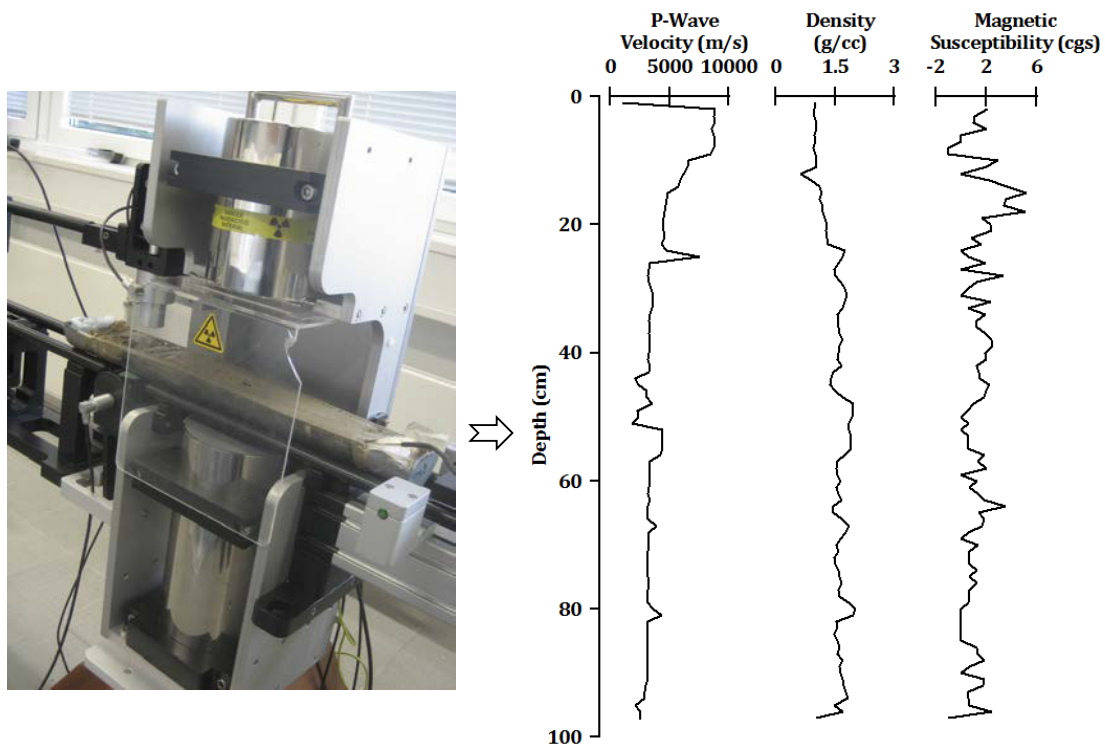 P-Wave
Velocity (m/s)
0 5000 10000
Density
(g/cc)
0 1.5 3
Magnetic
Susceptibility (cgs)
-2 2 6
Depth (cm)
0
20
40
60
80
100